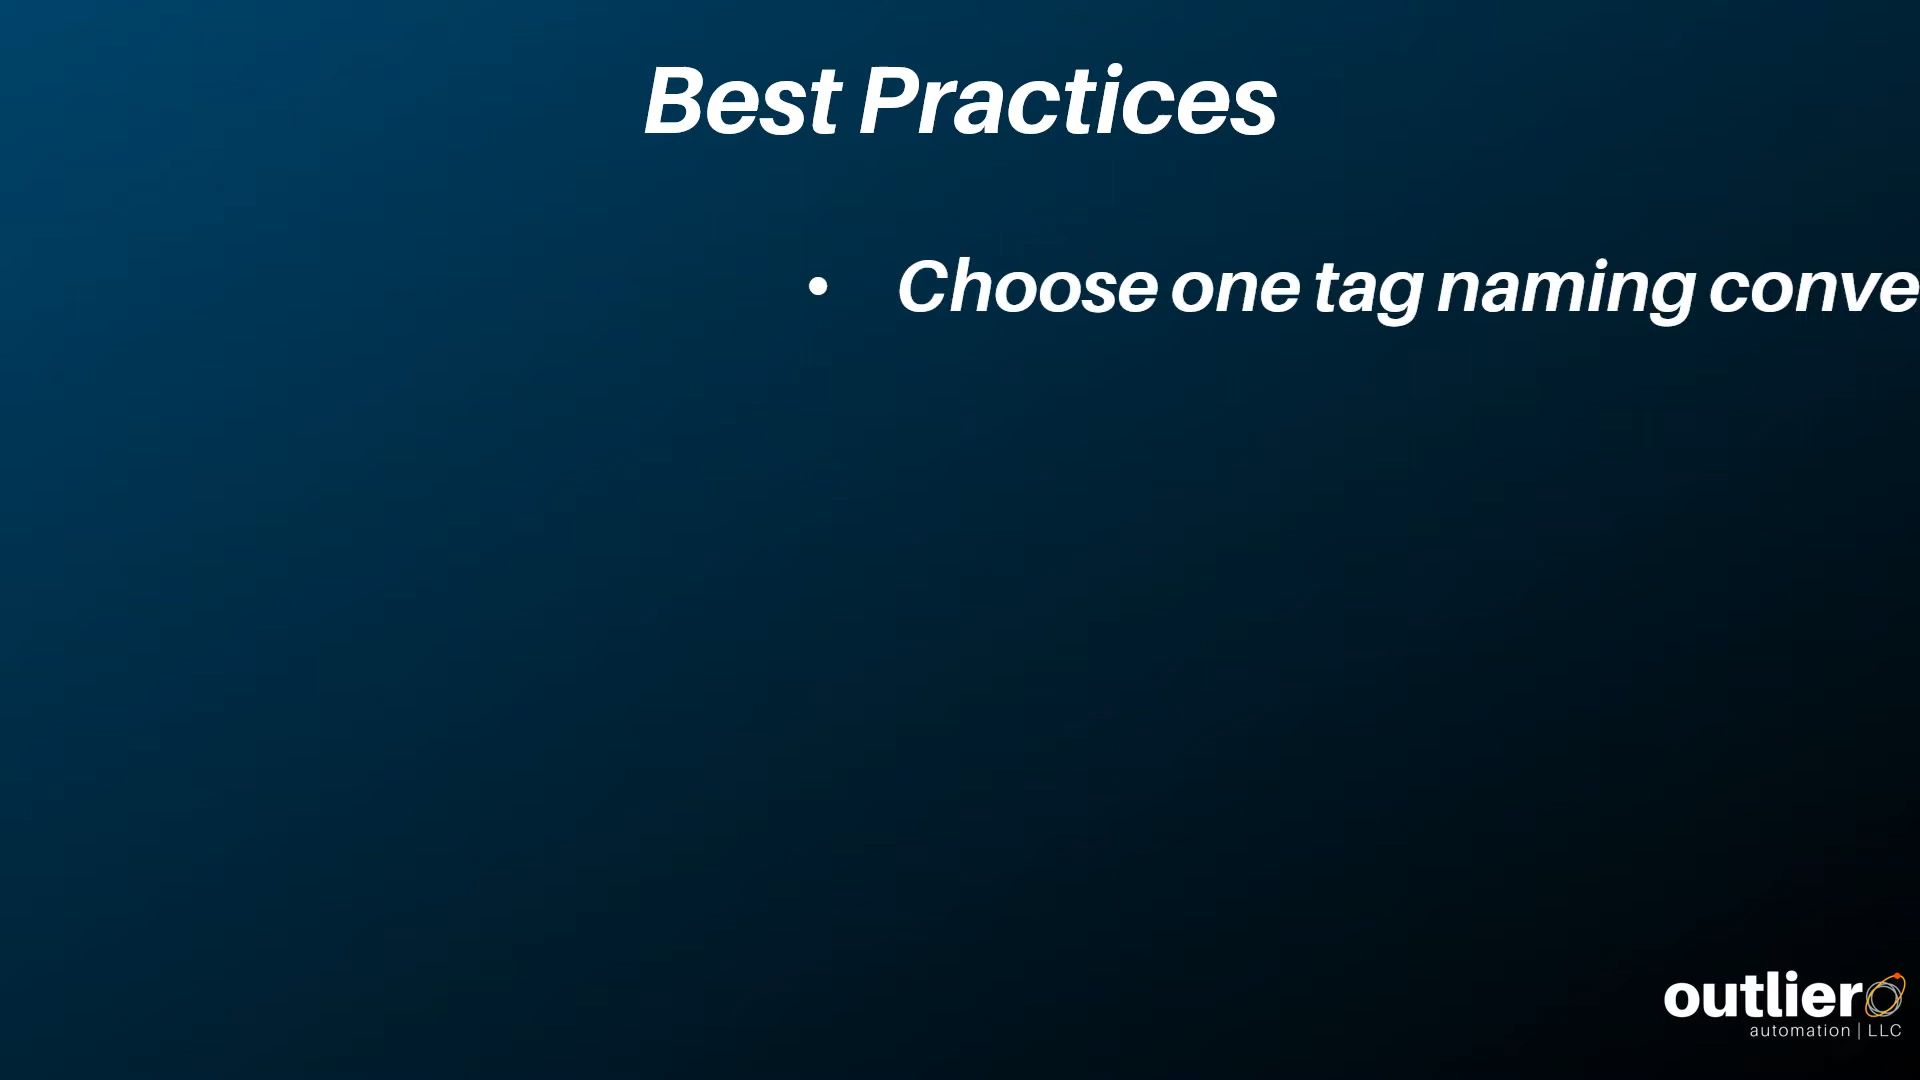 Best Practices
• Choose one tag naming conve
outlier
automation | LLC